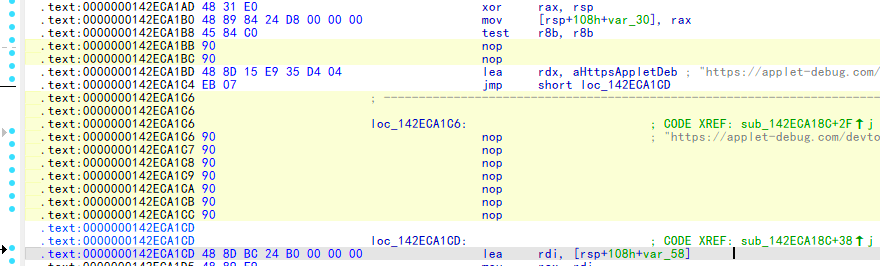 .text:0000000142ECA1AD 48 31 E0 xor rax, rsp
.text:0000000142ECA1B0 48 89 84 24 D8 00 00 00 mov [rsp+108h+var_30], rax
.text:0000000142ECA1B8 45 84 C0 test r8b, r8b
.text:0000000142ECA1BB 90 nop
.text:0000000142ECA1BC 90 nop
.text:0000000142ECA1BD 48 8D 15 E9 35 D4 04 lea rdx, aHttpsAppletDeb ; "https://applet-debug.com/
.text:0000000142ECA1C4 EB 07 jmp short loc_142ECA1CD
.text:0000000142ECA1C6 ; ---------------------------------------------------------------------------
.text:0000000142ECA1C6
.text:0000000142ECA1C6 loc_142ECA1C6: ; CODE XREF: sub_142ECA18C+2F↑j
.text:0000000142ECA1C6 90 nop ; "https://applet-debug.com/devto
.text:0000000142ECA1C7 90 nop
.text:0000000142ECA1C8 90 nop
.text:0000000142ECA1C9 90 nop
.text:0000000142ECA1CA 90 nop
.text:0000000142ECA1CB 90 nop
.text:0000000142ECA1CC 90 nop
.text:0000000142ECA1CD
.text:0000000142ECA1CD loc_142ECA1CD: ; CODE XREF: sub_142ECA18C+38↑j
.text:0000000142ECA1CD 48 8D BC 24 B0 00 00 00 lea rdi, [rsp+108h+var_58]